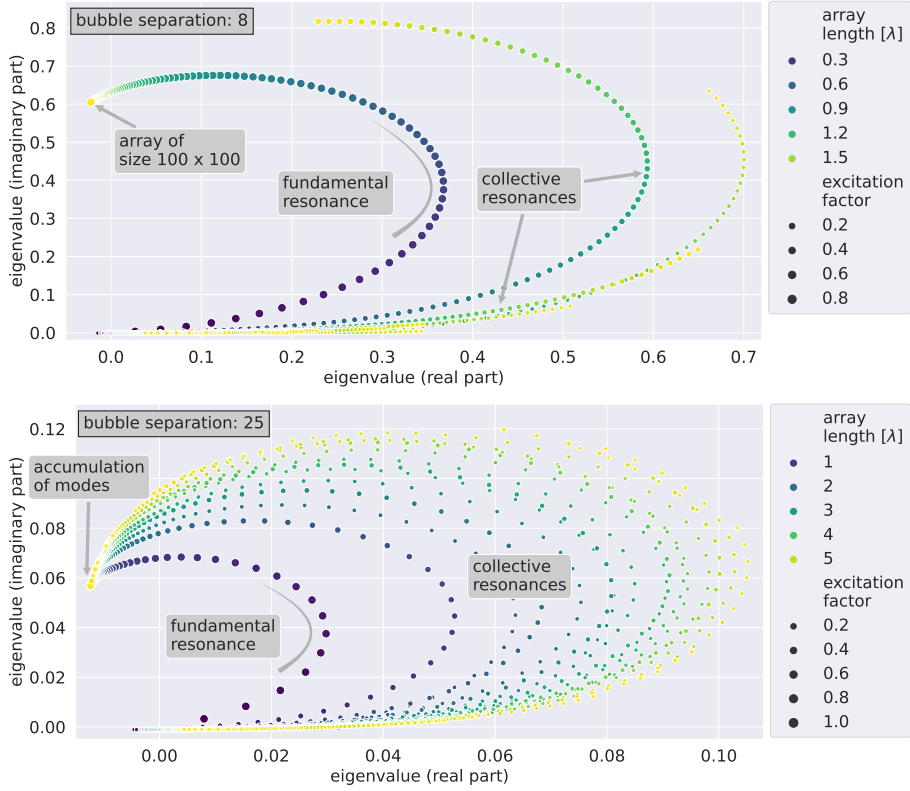 bubble separation: 8
0.8
0.7
0.6
0.5
0.4
0.3
0.2
0.1
0.0
eigenvalue (imaginary part)
array of
size 100 x 100
fundamental
resonance
collective
resonances
0.0
0.1
0.2
0.3
0.4
0.5
0.6
0.7
eigenvalue (real part)
array
length [λ]
0.3
0.6
0.9
1.2
1.5
excitation
factor
0.2
0.4
0.6
0.8
bubble separation: 25
0.12
0.08
0.06
0.04
0.02
0.00
eigenvalue (imaginary part)
accumulation
of modes
fundamental
resonance
collective
resonances
0.00
0.02
0.04
0.06
0.08
0.10
eigenvalue (real part)
array
length [λ]
1
2
3
4
5
excitation
factor
0.2
0.4
0.6
0.8
1.0